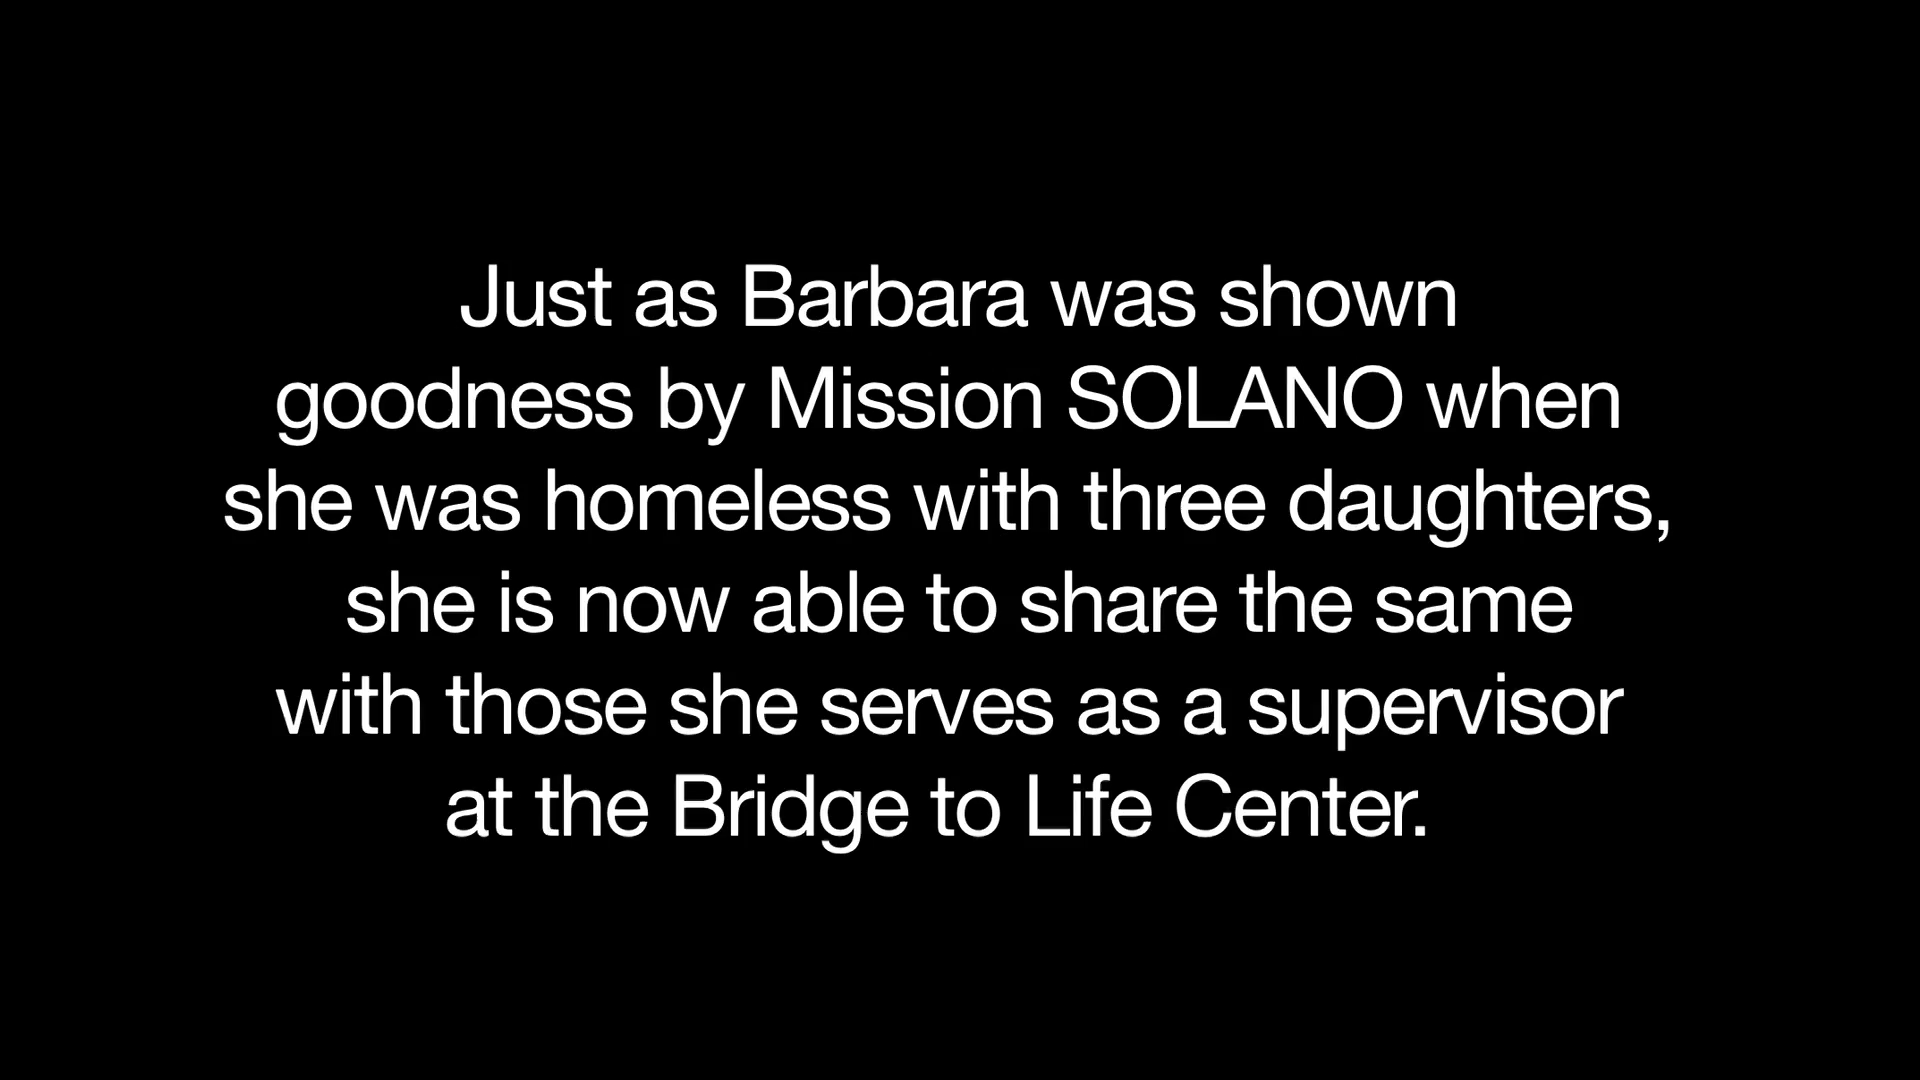 Just as Barbara was shown
goodness by Mission SOLANO when
she was homeless with three daughters,
she is now able to share the same
with those she serves as a supervisor
at the Bridge to Life Center.